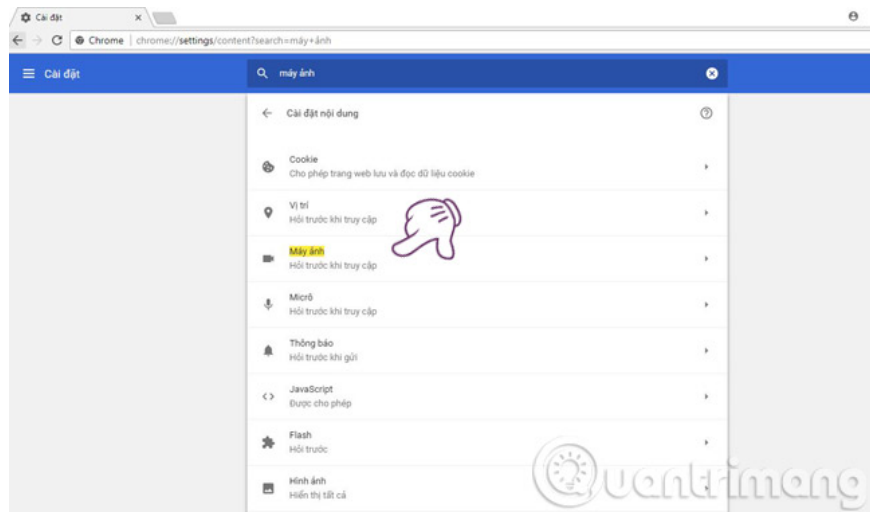 Cài đặt
Chrome | chrome://settings/content?search=máy+ảnh
Cài đặt
máy ảnh
Cài đặt nội dung
Cookie
Cho phép trang web lưu và đọc dữ liệu cookie
Vị trí
Hỏi trước khi truy cập
Máy ảnh
Hỏi trước khi truy cập
Micrô
Hỏi trước khi truy cập
Thông báo
Hỏi trước khi gửi
JavaScript
Được cho phép
Flash
Hỏi trước
Hình ảnh
Hiển thị tất cả
Quantrimang